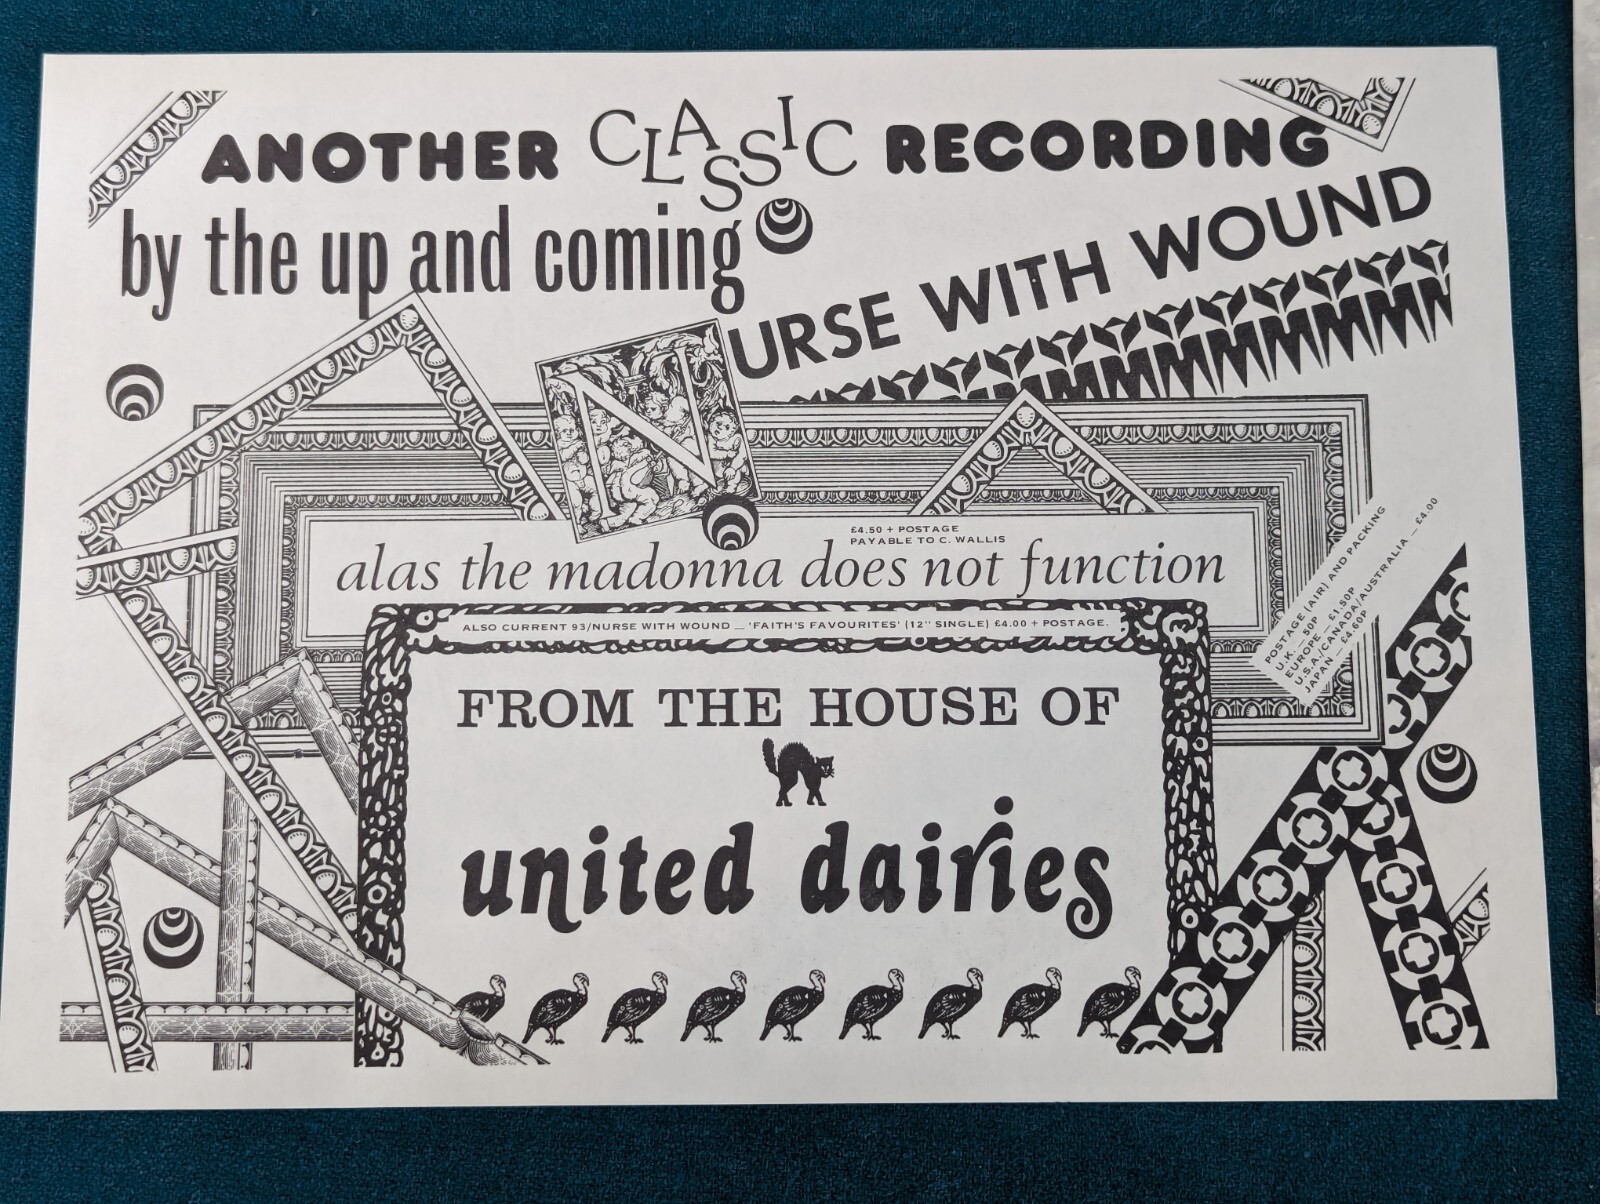 ANOTHER CLASSIC RECORDING
by the up and coming
NURSE WITH WOUND
£4.50 + POSTAGE
PAYABLE TO C. WALLIS
alas the madonna does not function
ALSO CURRENT 93/NURSE WITH WOUND — 'FAITH'S FAVOURITES' (12" SINGLE) £4.00 + POSTAGE.
POSTAGE (AIR) AND PACKING
U.K. — 50P
EUROPE — £1.50P
U.S.A./CANADA/AUSTRALIA — £4.00
JAPAN — £4.60P
FROM THE HOUSE OF
united dairies